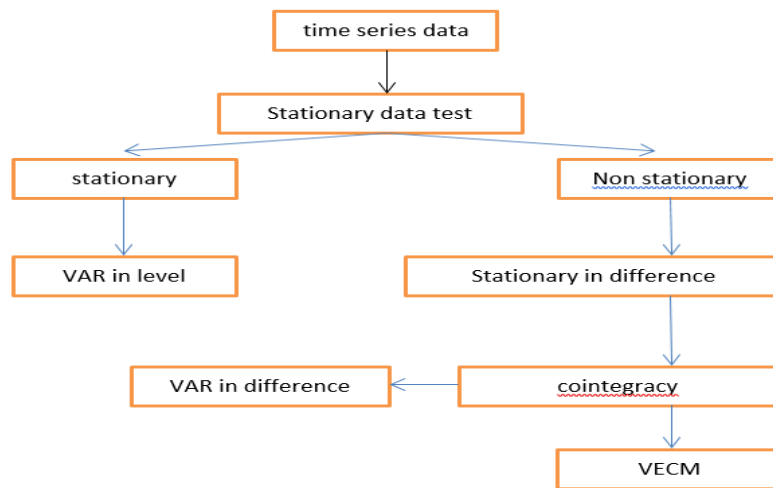 time series data
Stationary data test
stationary
Non stationary
VAR in level
Stationary in difference
VAR in difference
cointegracy
VECM